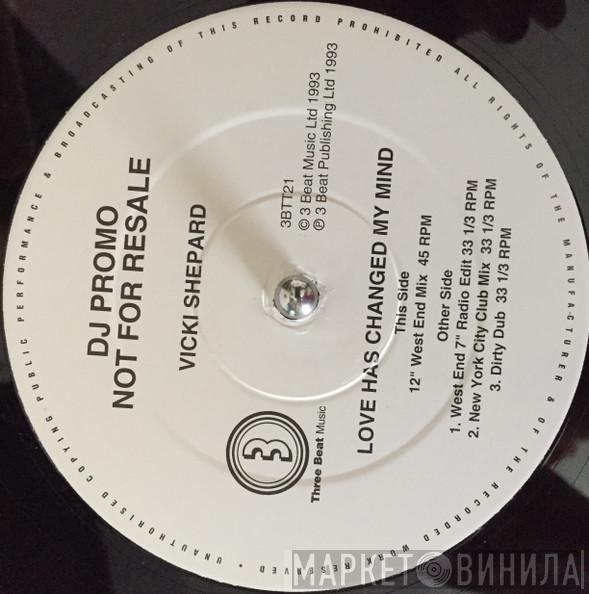 DJ PROMO
NOT FOR RESALE
VICKI SHEPARD
3BTT21
© 3 Beat Music Ltd 1993
℗ 3 Beat Publishing Ltd 1993
3
Three Beat Music
LOVE HAS CHANGED MY MIND
This Side
12" West End Mix 45 RPM
Other Side
1. West End 7" Radio Edit 33 1/3 RPM
2. New York City Club Mix 33 1/3 RPM
3. Dirty Dub 33 1/3 RPM
ALL RIGHTS OF THE MANUFA-CTURER & OF THE RECORDED WORK RESERVED • UNAUTHORISED COPYING PUBLIC PERFORMANCE & BROADCASTING OF THIS RECORD PROHIBITED
МАРКЕТ ВИНИЛА